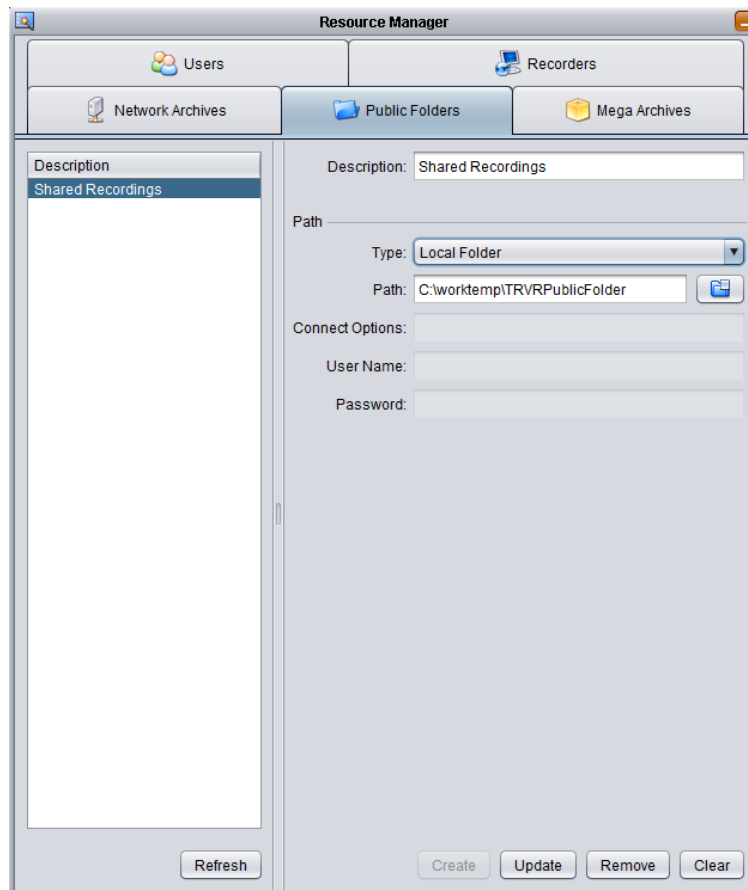 Resource Manager
Users
Recorders
Network Archives
Public Folders
Mega Archives
Description
Shared Recordings
Description: Shared Recordings
Path
Type: Local Folder
Path: C:\worktemp\TRVRPublicFolder
Connect Options:
User Name:
Password:
Refresh
Create
Update
Remove
Clear